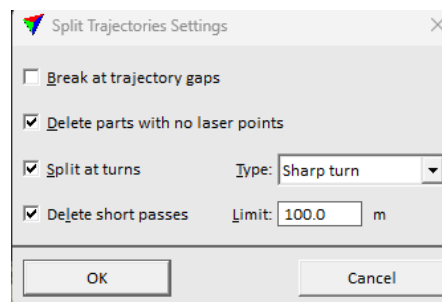 Split Trajectories Settings
Break at trajectory gaps
Delete parts with no laser points
Split at turns Type: Sharp turn
Delete short passes Limit: 100.0 m
OK Cancel